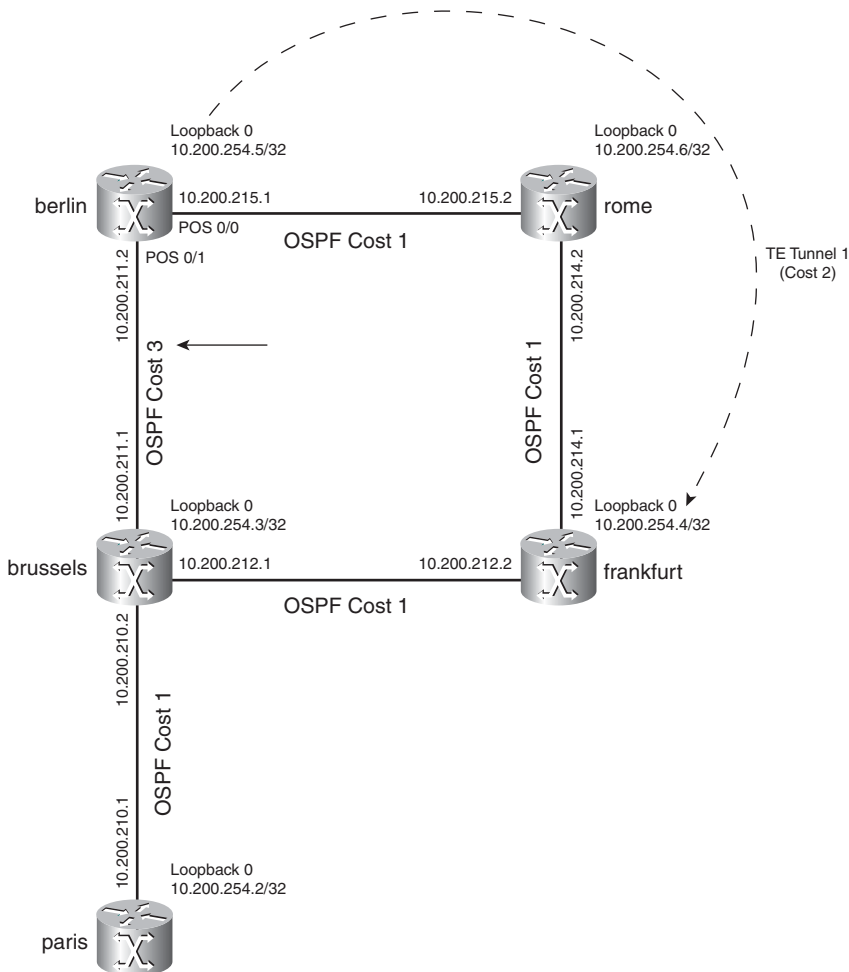 Loopback 0
10.200.254.5/32
Loopback 0
10.200.254.6/32
berlin
10.200.215.1
10.200.215.2
rome
POS 0/0
OSPF Cost 1
POS 0/1
10.200.211.2
10.200.214.2
TE Tunnel 1
(Cost 2)
OSPF Cost 3
OSPF Cost 1
10.200.211.1
10.200.214.1
Loopback 0
10.200.254.3/32
Loopback 0
10.200.254.4/32
brussels
10.200.212.1
10.200.212.2
frankfurt
OSPF Cost 1
10.200.210.2
OSPF Cost 1
10.200.210.1
Loopback 0
10.200.254.2/32
paris